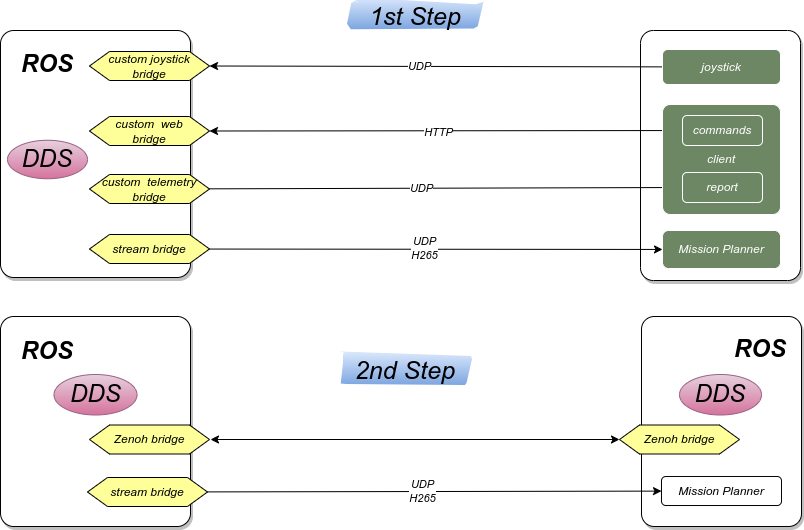 1st Step
ROS
custom joystick
bridge
UDP
joystick
custom web
bridge
HTTP
commands
DDS
client
custom telemetry
bridge
UDP
report
stream bridge
UDP
H265
Mission Planner
2nd Step
ROS
ROS
DDS
DDS
Zenoh bridge
Zenoh bridge
stream bridge
UDP
H265
Mission Planner